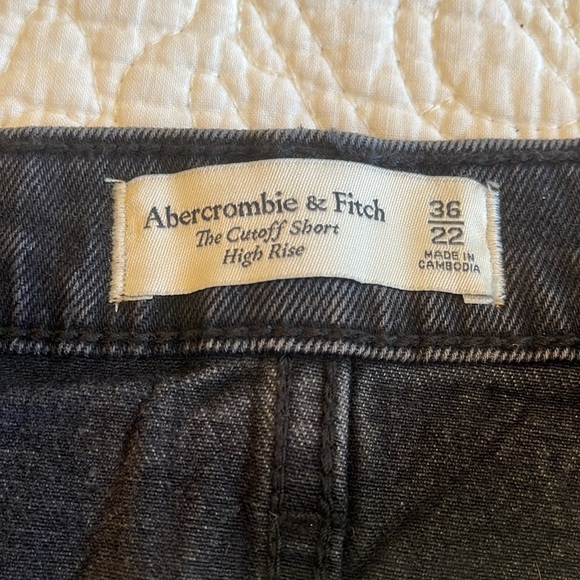 Abercrombie & Fitch
The Cutoff Short
High Rise
36
22
MADE IN
CAMBODIA